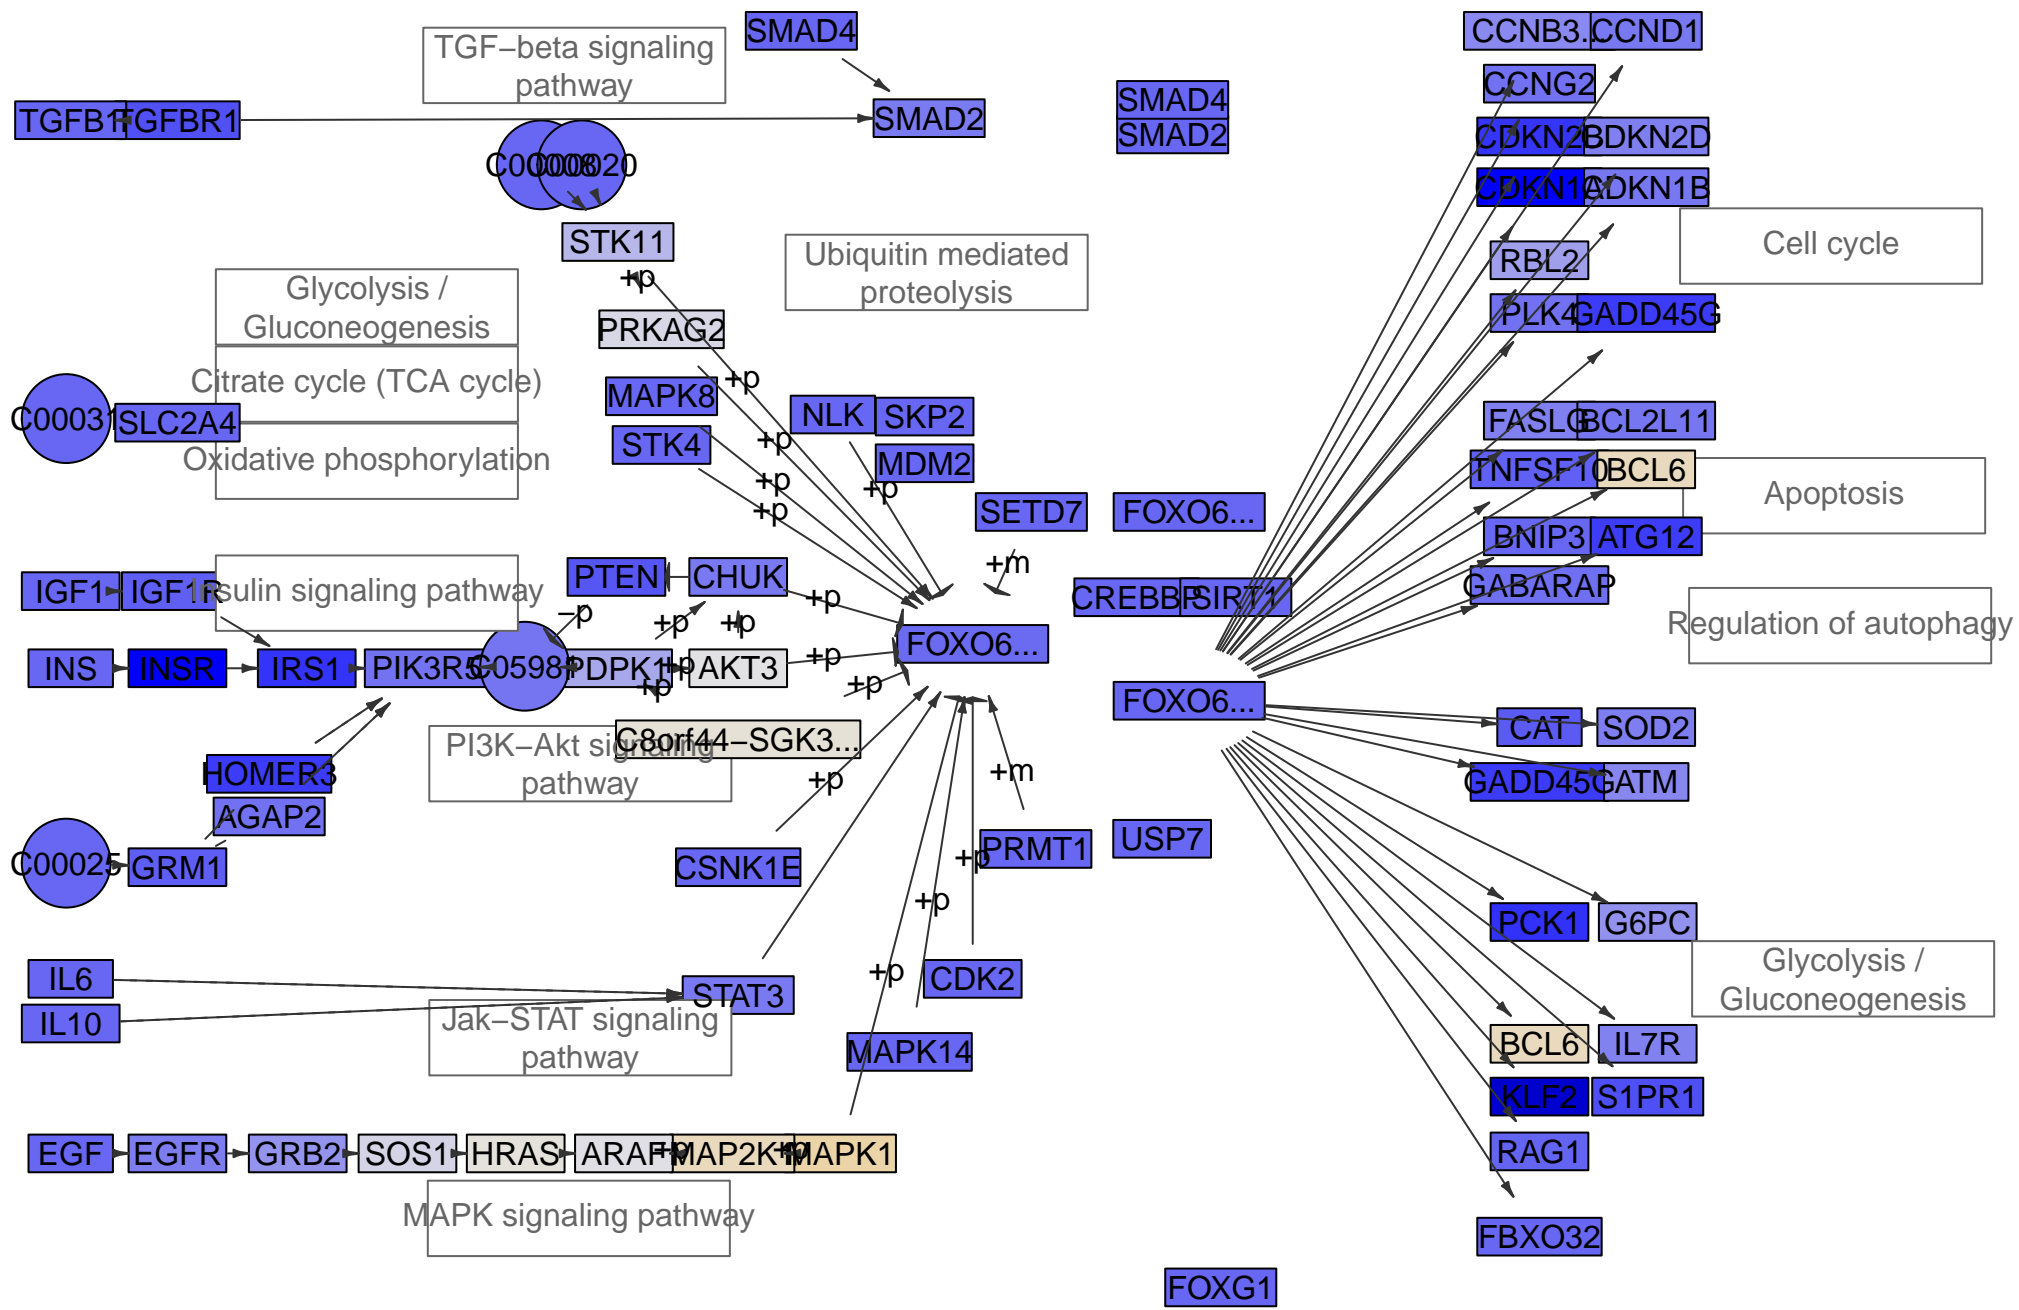 SMAD4
CCNB3...
CCND1
TGF−beta signaling
pathway
CCNG2
SMAD4
TGFB1
TGFBR1
SMAD2
SMAD2
CDKN2B
CDKN2D
C00020
CDKN1A
CDKN1B
STK11
Ubiquitin mediated
proteolysis
Cell cycle
RBL2
+p
Glycolysis /
Gluconeogenesis
PRKAG2
PLK4
GADD45G
+p
Citrate cycle (TCA cycle)
MAPK8
NLK
SKP2
C00031
SLC2A4
FASLG
BCL2L11
STK4
+p
Oxidative phosphorylation
MDM2
TNFSF10
BCL6
+p
+p
Apoptosis
+p
SETD7
FOXO6...
BNIP3
ATG12
+m
IGF1
IGF1R
Insulin signaling pathway
PTEN
CHUK
GABARAP
+p
CREBBP
SIRT1
−p
+p
+p
Regulation of autophagy
FOXO6...
INS
INSR
IRS1
PIK3R5
C05981
PDPK1
+p
AKT3
+p
+p
+p
FOXO6...
CAT
SOD2
C8orf44−SGK3...
PI3K−Akt signaling
pathway
HOMER3
+p
+m
GADD45G
GATM
AGAP2
C00025
GRM1
CSNK1E
+p
PRMT1
USP7
+p
PCK1
G6PC
IL6
+p
CDK2
Glycolysis /
Gluconeogenesis
STAT3
IL10
Jak−STAT signaling
pathway
MAPK14
BCL6
IL7R
KLF2
S1PR1
EGF
EGFR
GRB2
SOS1
HRAS
ARAF
+p
MAP2K1
+p
MAPK1
RAG1
MAPK signaling pathway
FBXO32
FOXG1